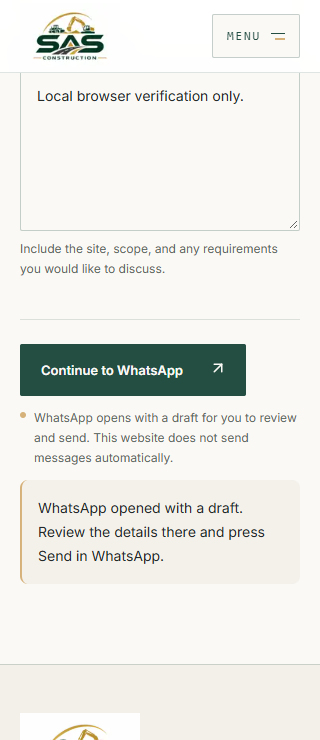 SAS
CONSTRUCTION
MENU
Local browser verification only.
Include the site, scope, and any requirements
you would like to discuss.
Continue to WhatsApp
WhatsApp opens with a draft for you to review
and send. This website does not send
messages automatically.
WhatsApp opened with a draft.
Review the details there and press
Send in WhatsApp.